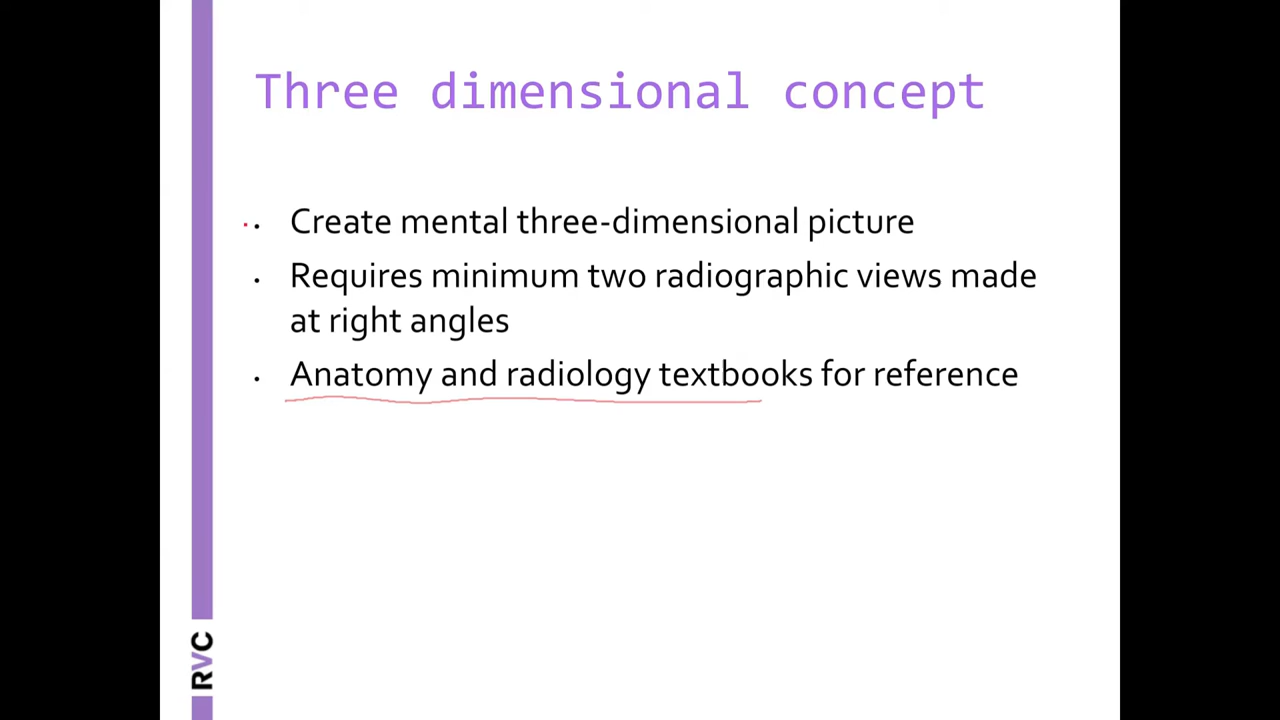 Three dimensional concept
• Create mental three-dimensional picture
• Requires minimum two radiographic views made
at right angles
• Anatomy and radiology textbooks for reference
RVC